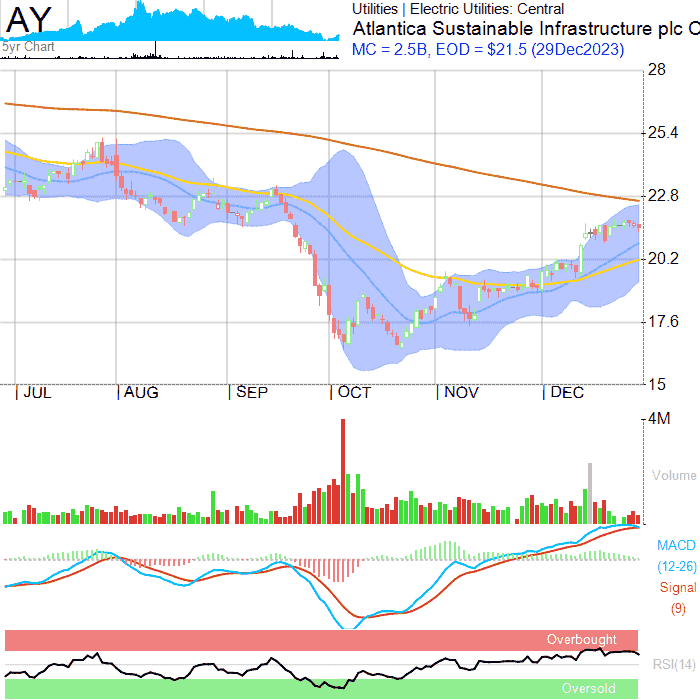 AY
5yr Chart
Utilities | Electric Utilities: Central
Atlantica Sustainable Infrastructure plc O
MC = 2.5B, EOD = $21.5 (29Dec2023)
28
25.4
22.8
20.2
17.6
15
JUL AUG SEP OCT NOV DEC
4M
Volume
MACD
(12-26)
Signal
(9)
Overbought
RSI(14)
Oversold